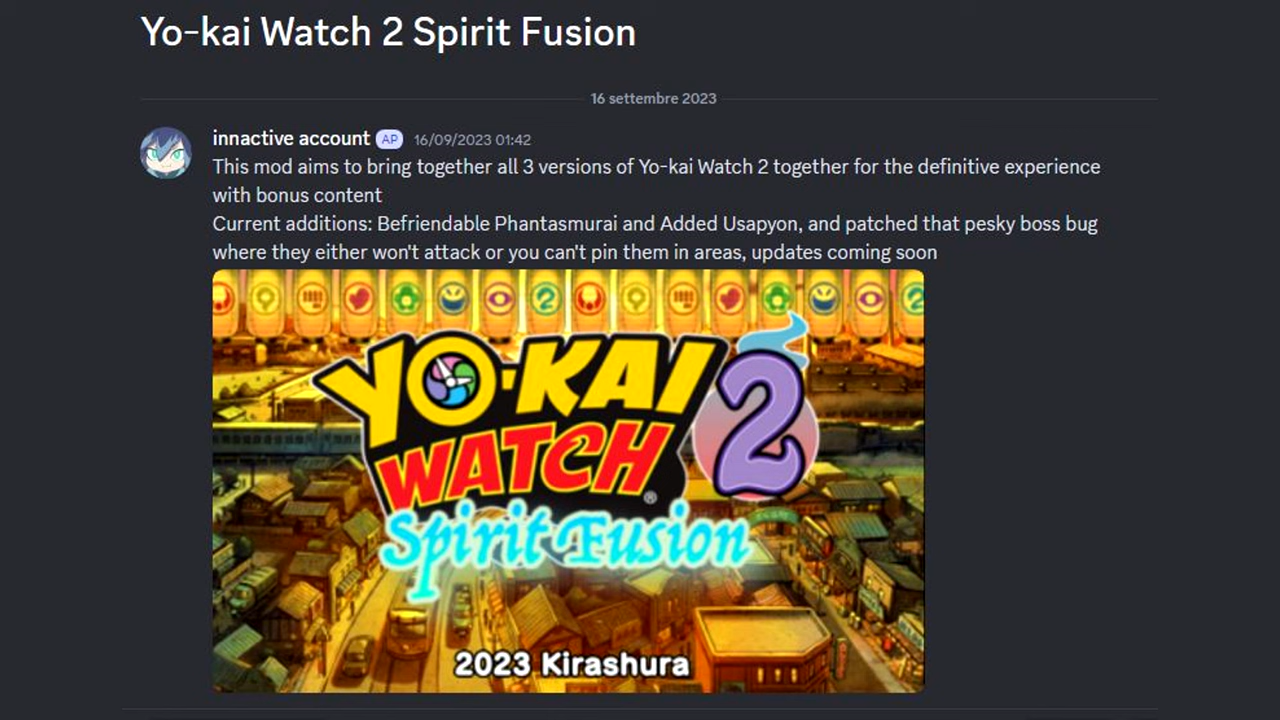 Yo-kai Watch 2 Spirit Fusion
16 settembre 2023
innactive account AP 16/09/2023 01:42
This mod aims to bring together all 3 versions of Yo-kai Watch 2 together for the definitive experience
with bonus content
Current additions: Befriendable Phantasmurai and Added Usapyon, and patched that pesky boss bug
where they either won't attack or you can't pin them in areas, updates coming soon
YO-KAI
WATCH® 2
Spirit Fusion
2023 Kirashura